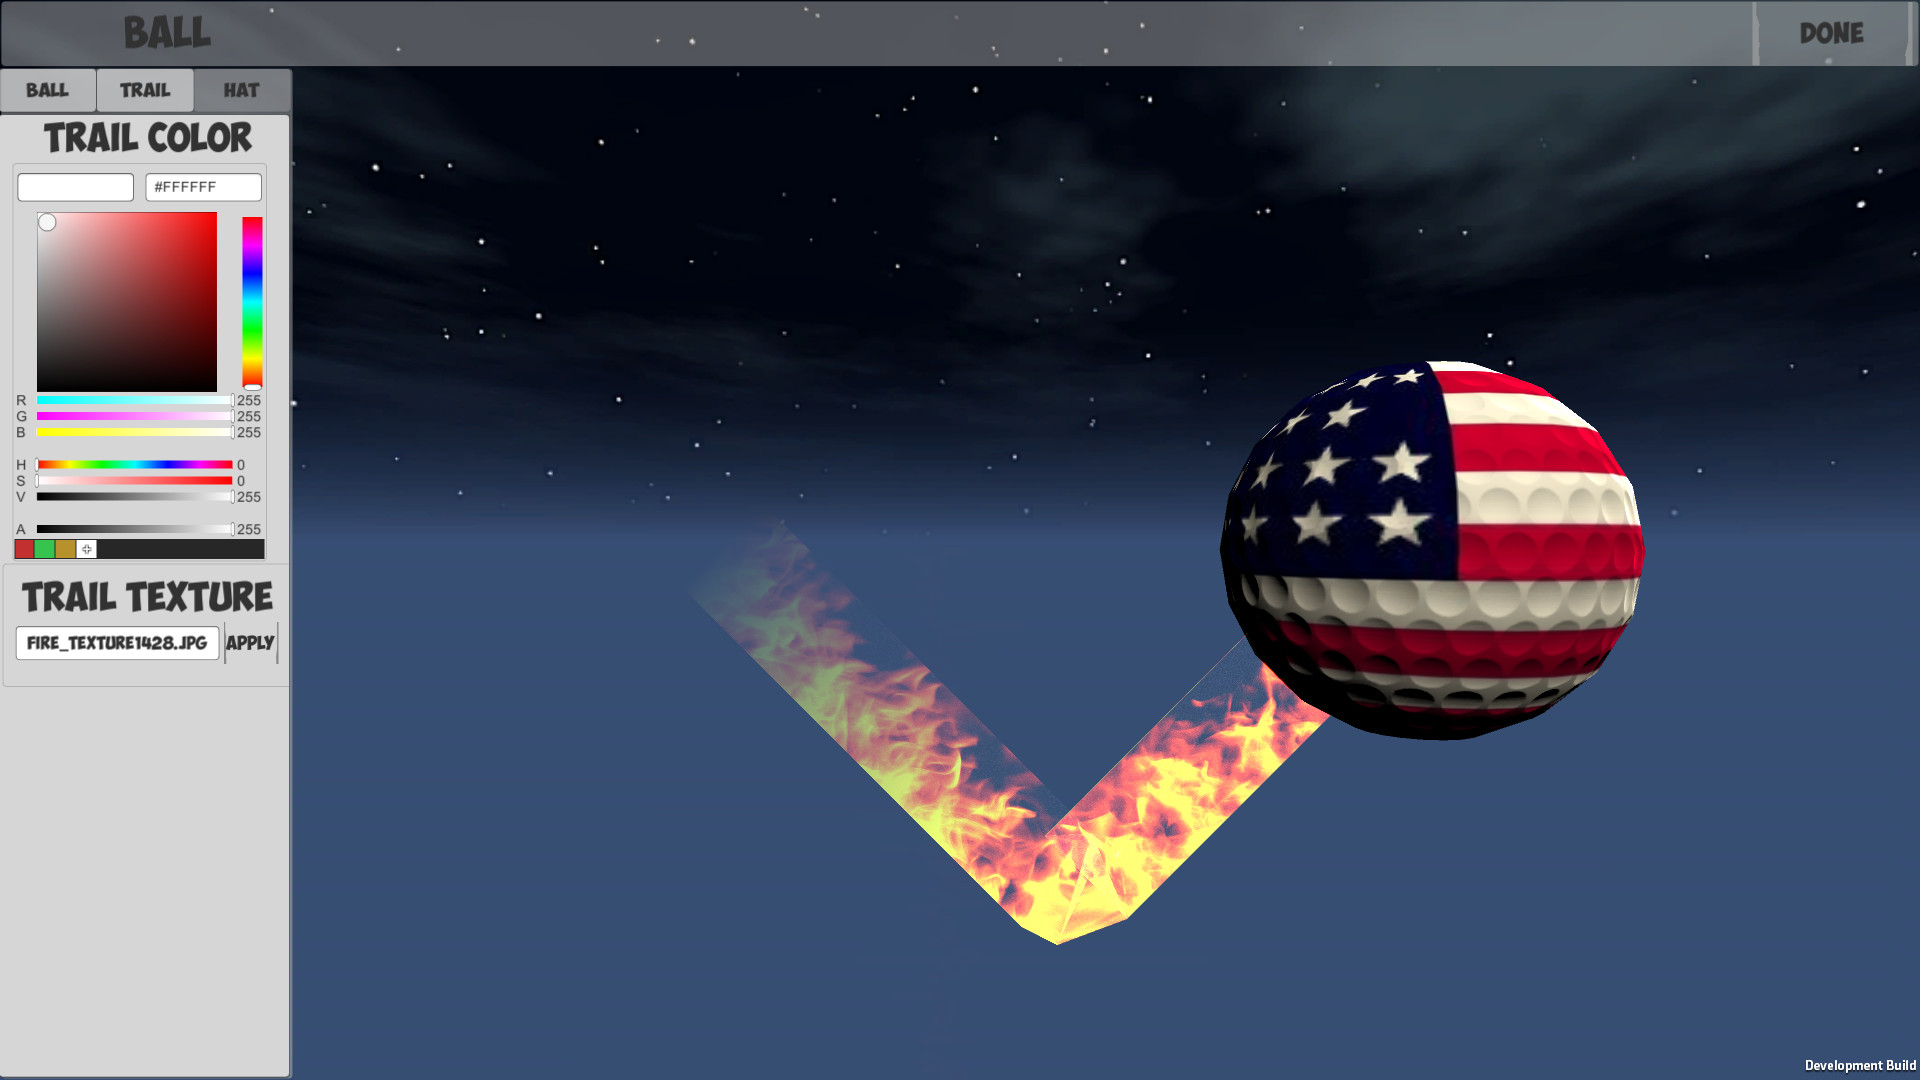 BALL
DONE
BALL TRAIL HAT
TRAIL COLOR
#FFFFFF
R 255
G 255
B 255
H 0
S 0
V 255
A 255
TRAIL TEXTURE
FIRE_TEXTURE1428.JPG APPLY
Development Build